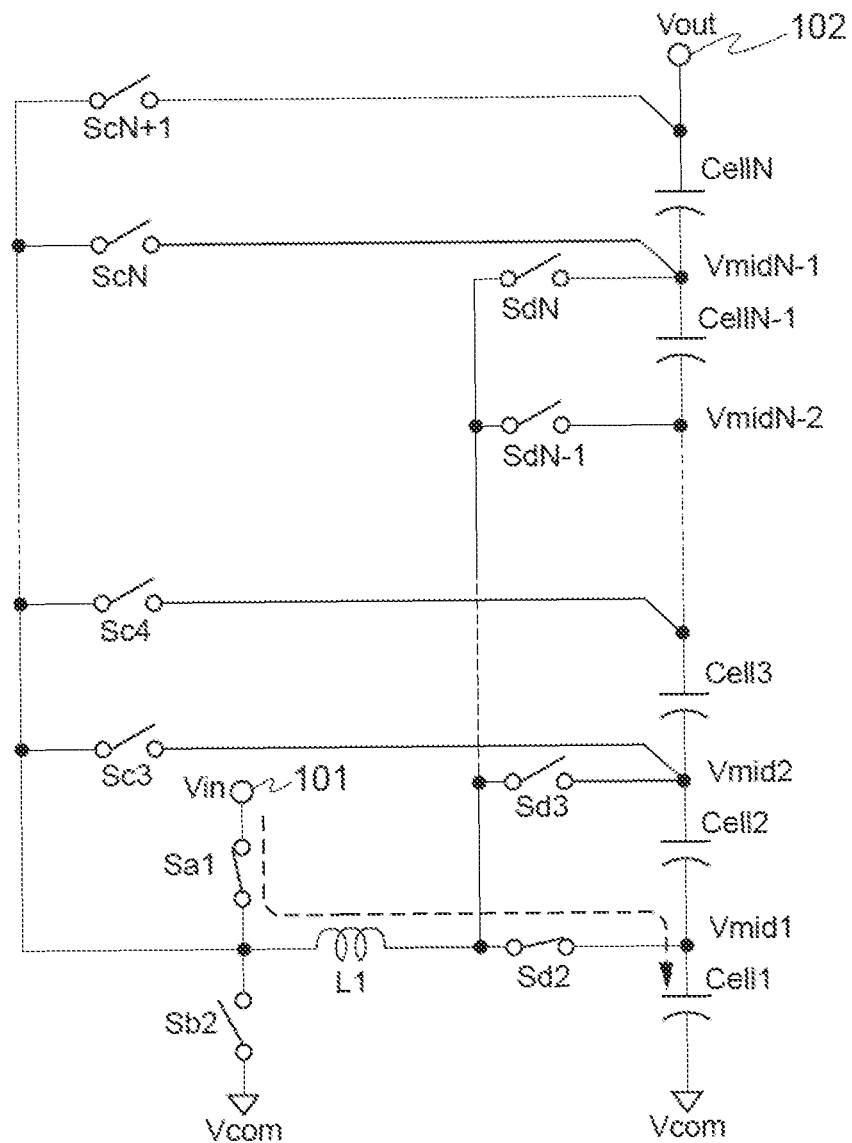 Vout
102
ScN+1
CellN
ScN
VmidN-1
SdN
CellN-1
VmidN-2
SdN-1
Sc4
Cell3
Sc3
Vin
101
Vmid2
Sd3
Cell2
Sa1
Vmid1
L1
Sd2
Cell1
Sb2
Vcom
Vcom